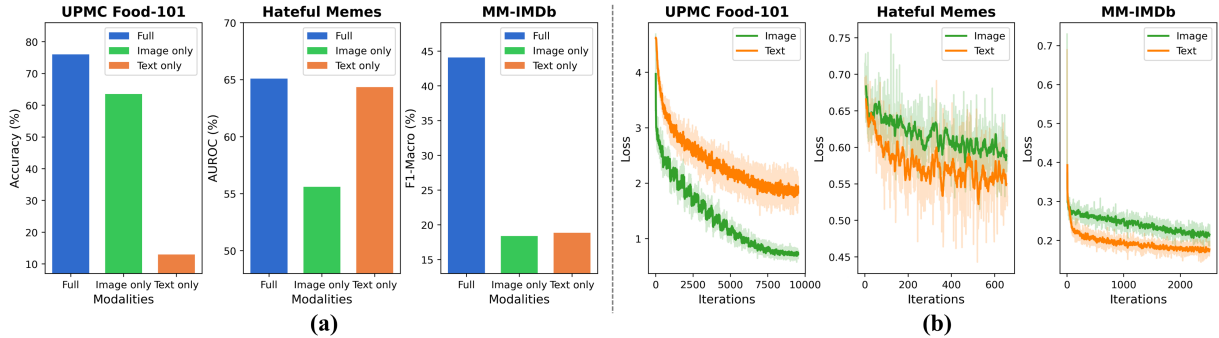 UPMC Food-101
Accuracy (%)
80
70
60
50
40
30
20
10
Full
Image only
Text only
Full
Image only
Text only
Modalities
Hateful Memes
AUROC (%)
70
65
60
55
50
Full
Image only
Text only
Full
Image only
Text only
Modalities
MM-IMDb
F1-Macro (%)
45
40
35
30
25
20
15
Full
Image only
Text only
Full
Image only
Text only
Modalities
(a)
UPMC Food-101
Loss
4
3
2
1
Image
Text
0
2500
5000
7500
10000
Iterations
Hateful Memes
Loss
0.75
0.70
0.65
0.60
0.55
0.50
0.45
Image
Text
0
200
400
600
Iterations
MM-IMDb
Loss
0.7
0.6
0.5
0.4
0.3
0.2
Image
Text
0
1000
2000
Iterations
(b)